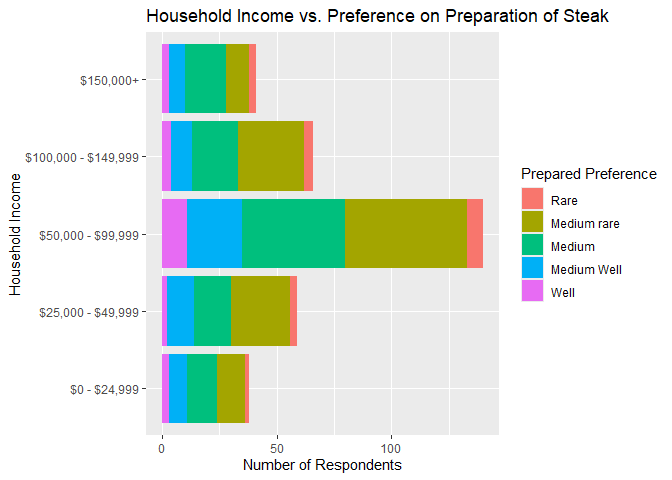 Household Income vs. Preference on Preparation of Steak
Household Income
$150,000+
$100,000 - $149,999
$50,000 - $99,999
$25,000 - $49,999
$0 - $24,999
0 50 100
Number of Respondents
Prepared Preference
Rare
Medium rare
Medium
Medium Well
Well